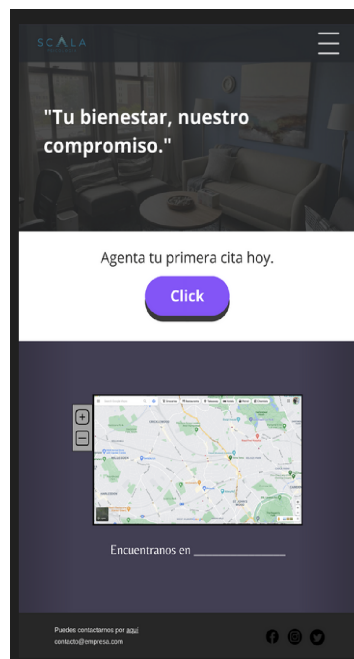 SCALA
"Tu bienestar, nuestro
compromiso."
Agenta tu primera cita hoy.
Click
+
−
Encuentranos en _______________
Puedes contactarnos por aquí
contacto@empresa.com